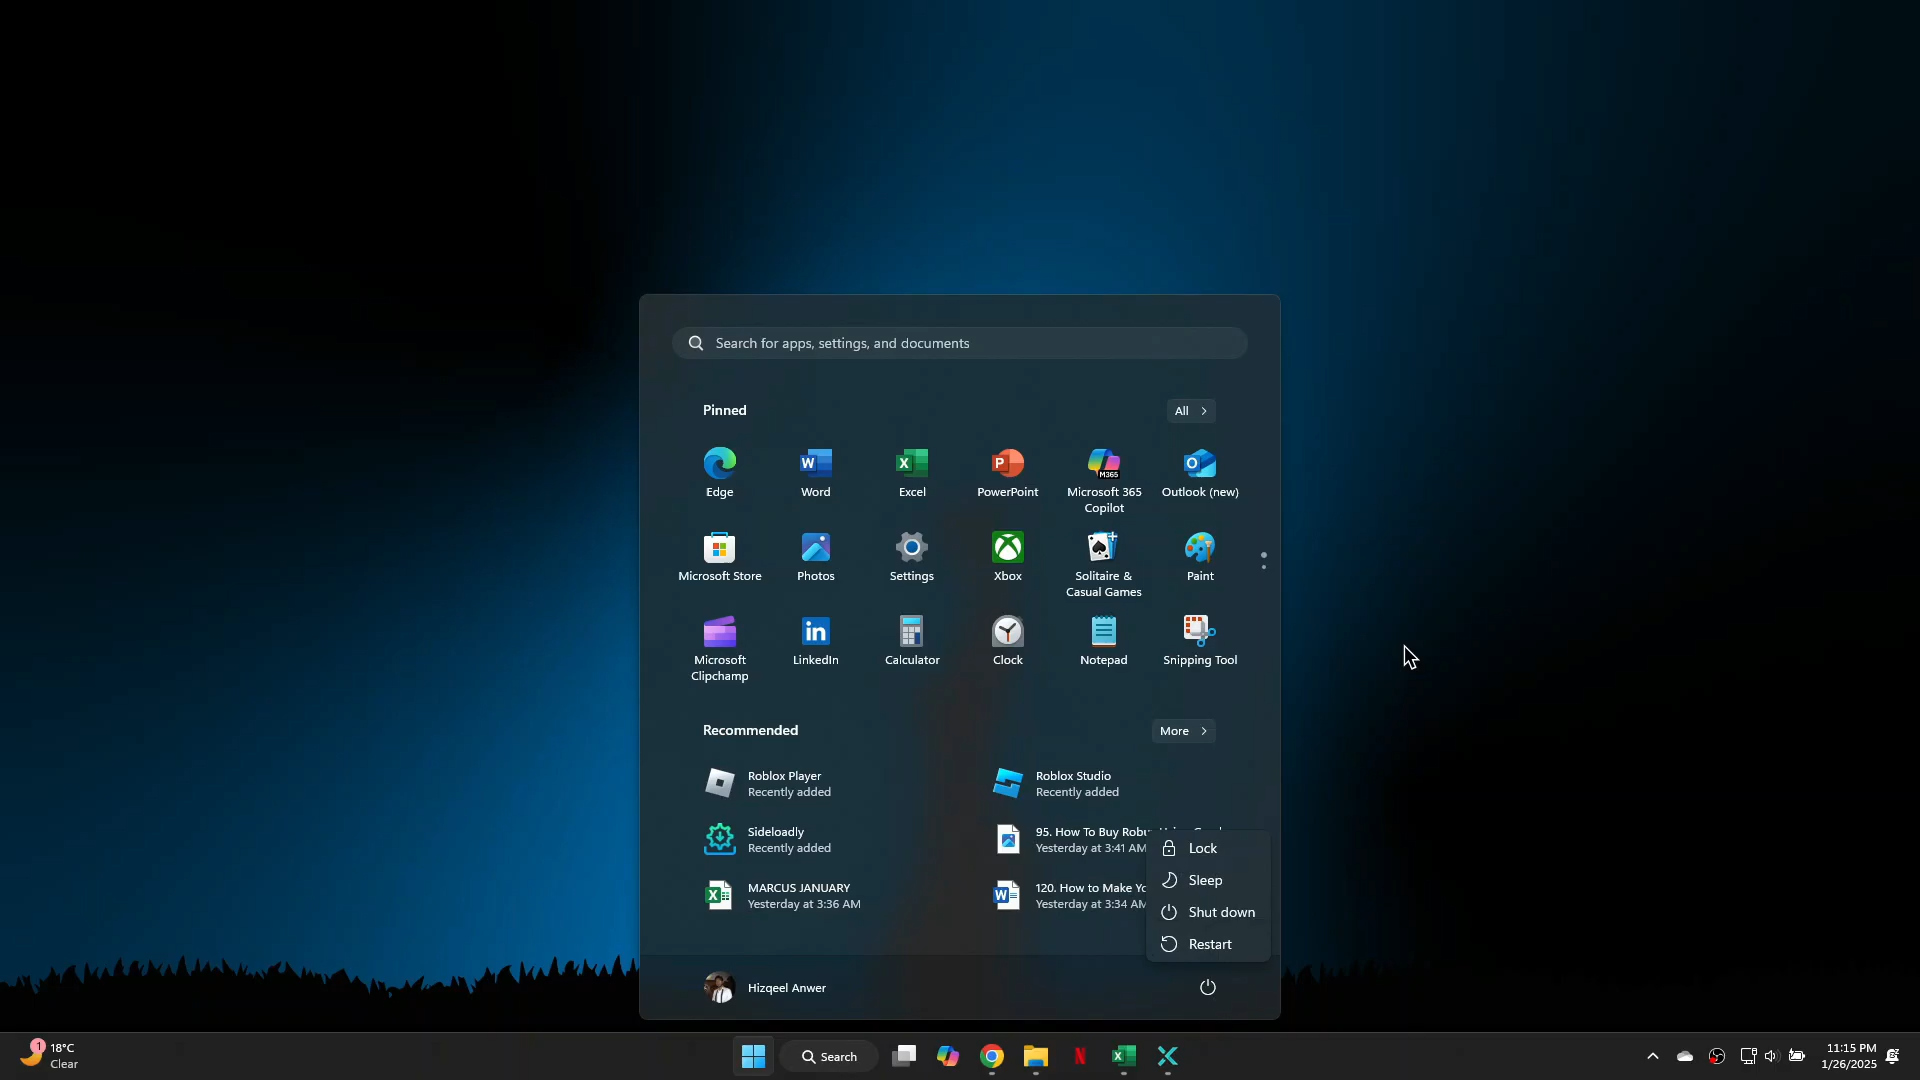 Search for apps, settings, and documents
Pinned
All
Edge
Word
Excel
PowerPoint
Microsoft 365
Copilot
Outlook (new)
Microsoft Store
Photos
Settings
Xbox
Solitaire &
Casual Games
Paint
Microsoft
Clipchamp
LinkedIn
Calculator
Clock
Notepad
Snipping Tool
Recommended
More
Roblox Player
Recently added
Roblox Studio
Recently added
Sideloadly
Recently added
95. How To Buy Robu
Yesterday at 3:41 AM
MARCUS JANUARY
Yesterday at 3:36 AM
120. How to Make Yo
Yesterday at 3:34 AM
Lock
Sleep
Shut down
Restart
Hizqeel Anwer
1
18°C
Clear
Search
11:15 PM
1/26/2025